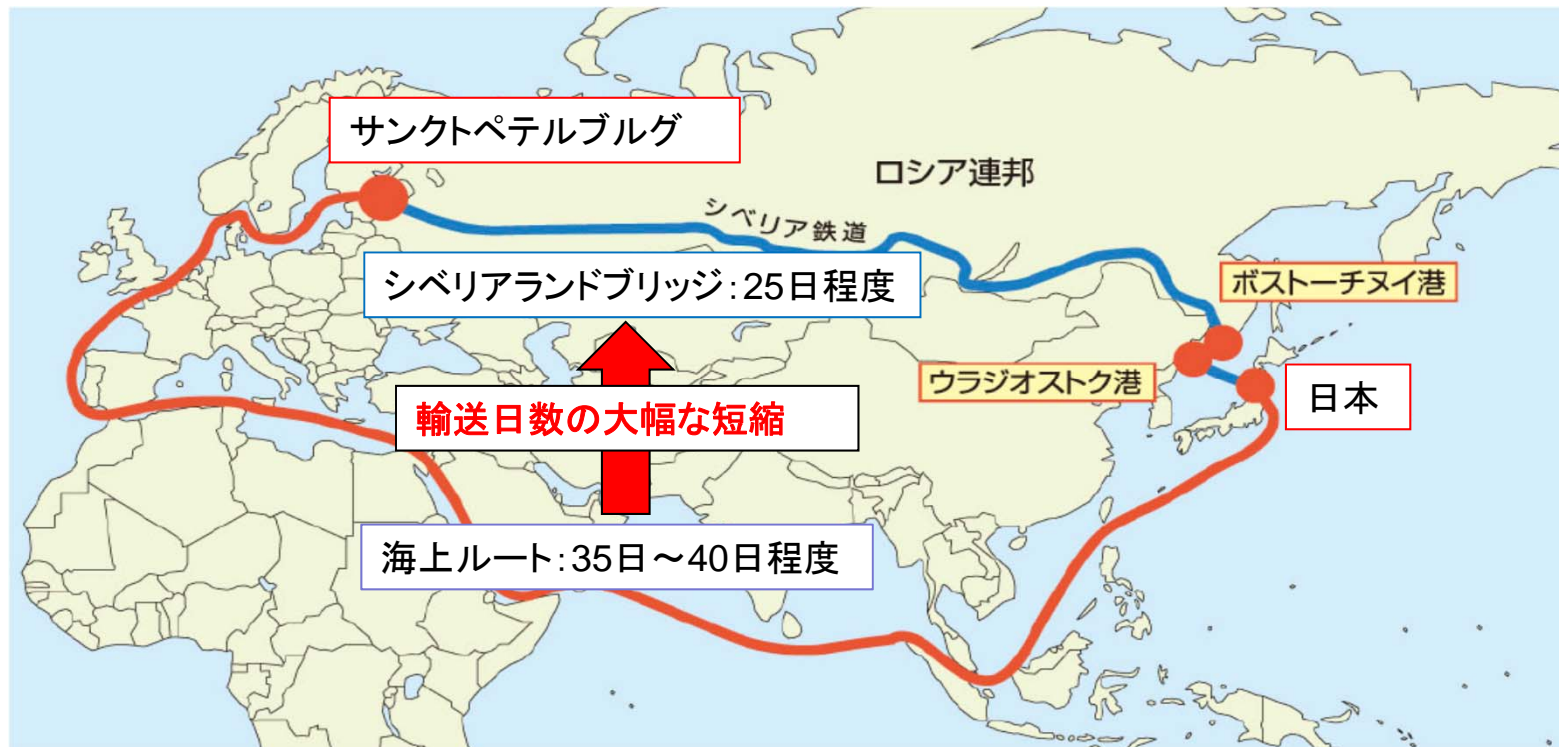 サンクトペテルブルグ
ロシア連邦
シベリア鉄道
シベリアランドブリッジ:25日程度
ボストーチヌイ港
ウラジオストク港
日本
輸送日数の大幅な短縮
海上ルート:35日~40日程度